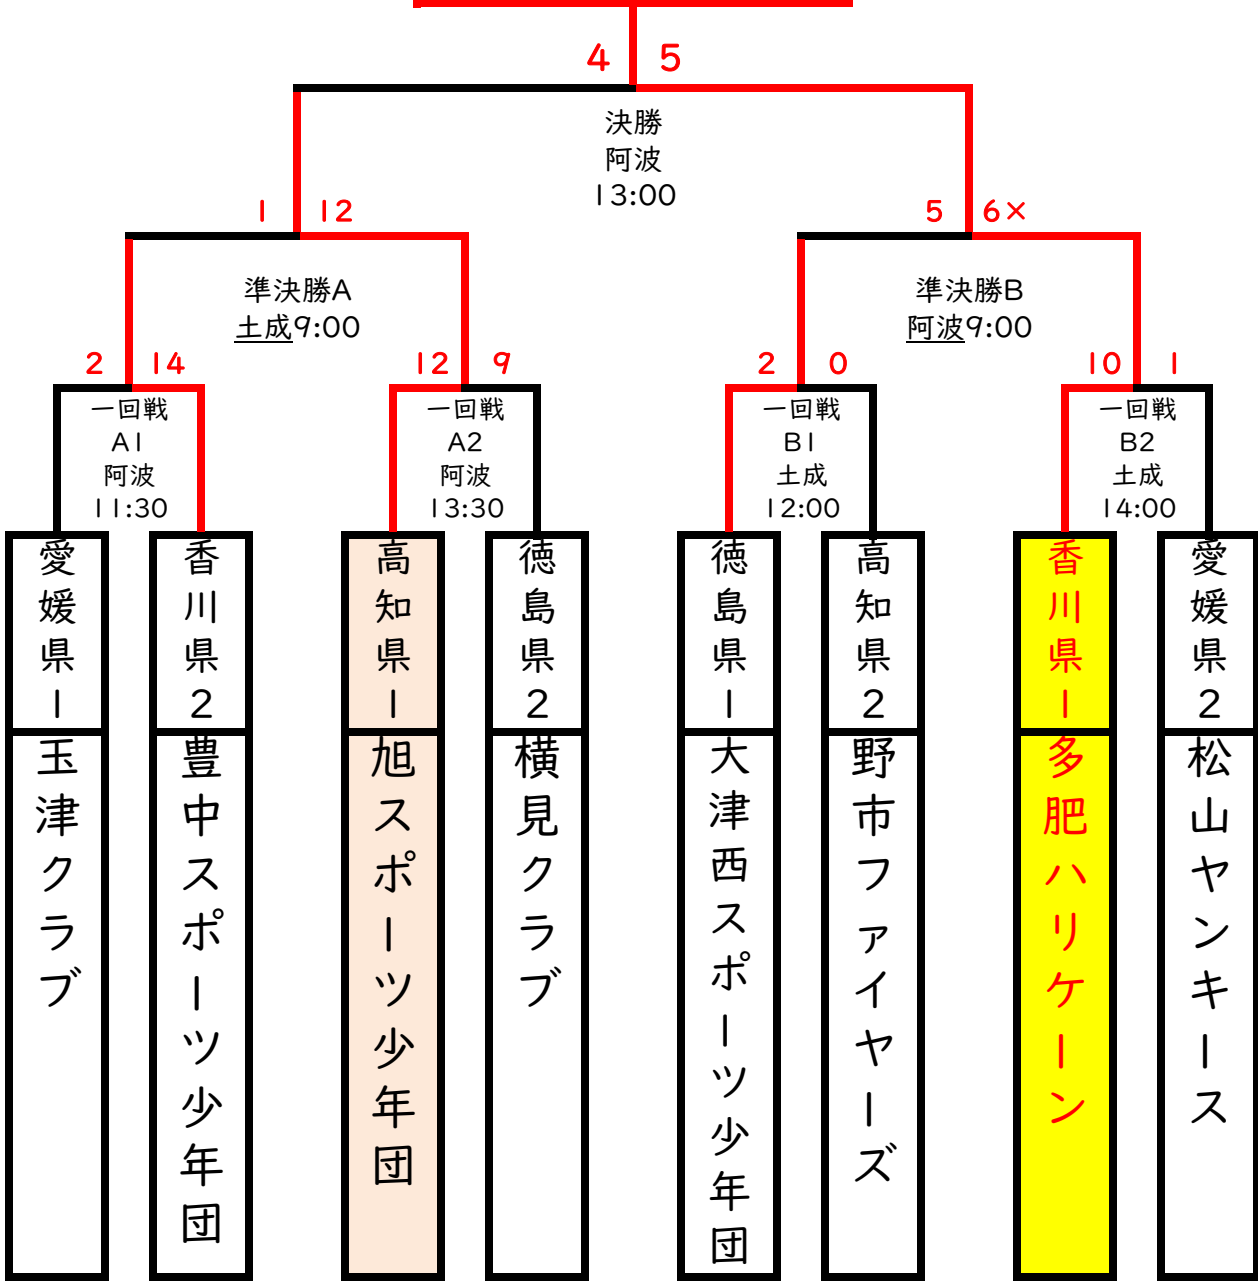 4 5
決勝
阿波
13:00
1 12
5 6×
準決勝A
土成9:00
準決勝B
阿波9:00
2 14
12 9
2 0
10 1
一回戦
A1
阿波
11:30
一回戦
A2
阿波
13:30
一回戦
B1
土成
12:00
一回戦
B2
土成
14:00
愛媛県1
玉津クラブ
香川県2
豊中スポーツ少年団
高知県1
旭スポーツ少年団
徳島県2
横見クラブ
徳島県1
大津西スポーツ少年団
高知県2
野市ファイヤーズ
香川県1
多肥ハリケーン
愛媛県2
松山ヤンキース